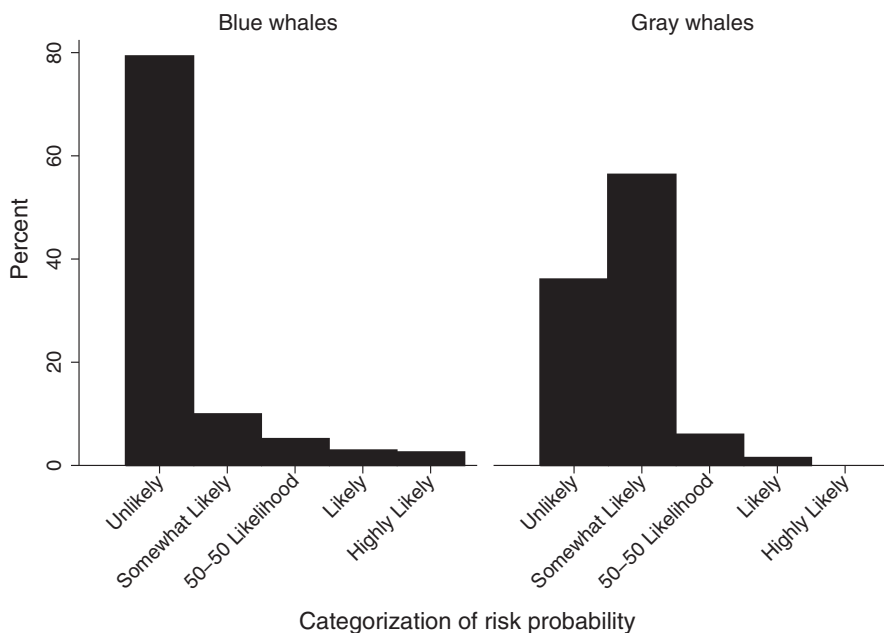 Blue whales
Gray whales
Percent
80
60
40
20
0
Unlikely
Somewhat Likely
50–50 Likelihood
Likely
Highly Likely
Unlikely
Somewhat Likely
50–50 Likelihood
Likely
Highly Likely
Categorization of risk probability